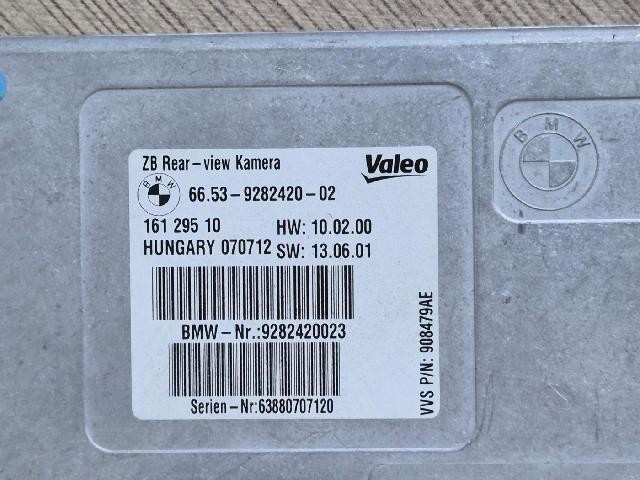 ZB Rear-view Kamera
Valeo
BMW
66.53-9282420-02
161 295 10 HW: 10.02.00
HUNGARY 070712 SW: 13.06.01
BMW-Nr.:9282420023
Serien-Nr:63880707120
VVS P/N: 908479AE
BMW